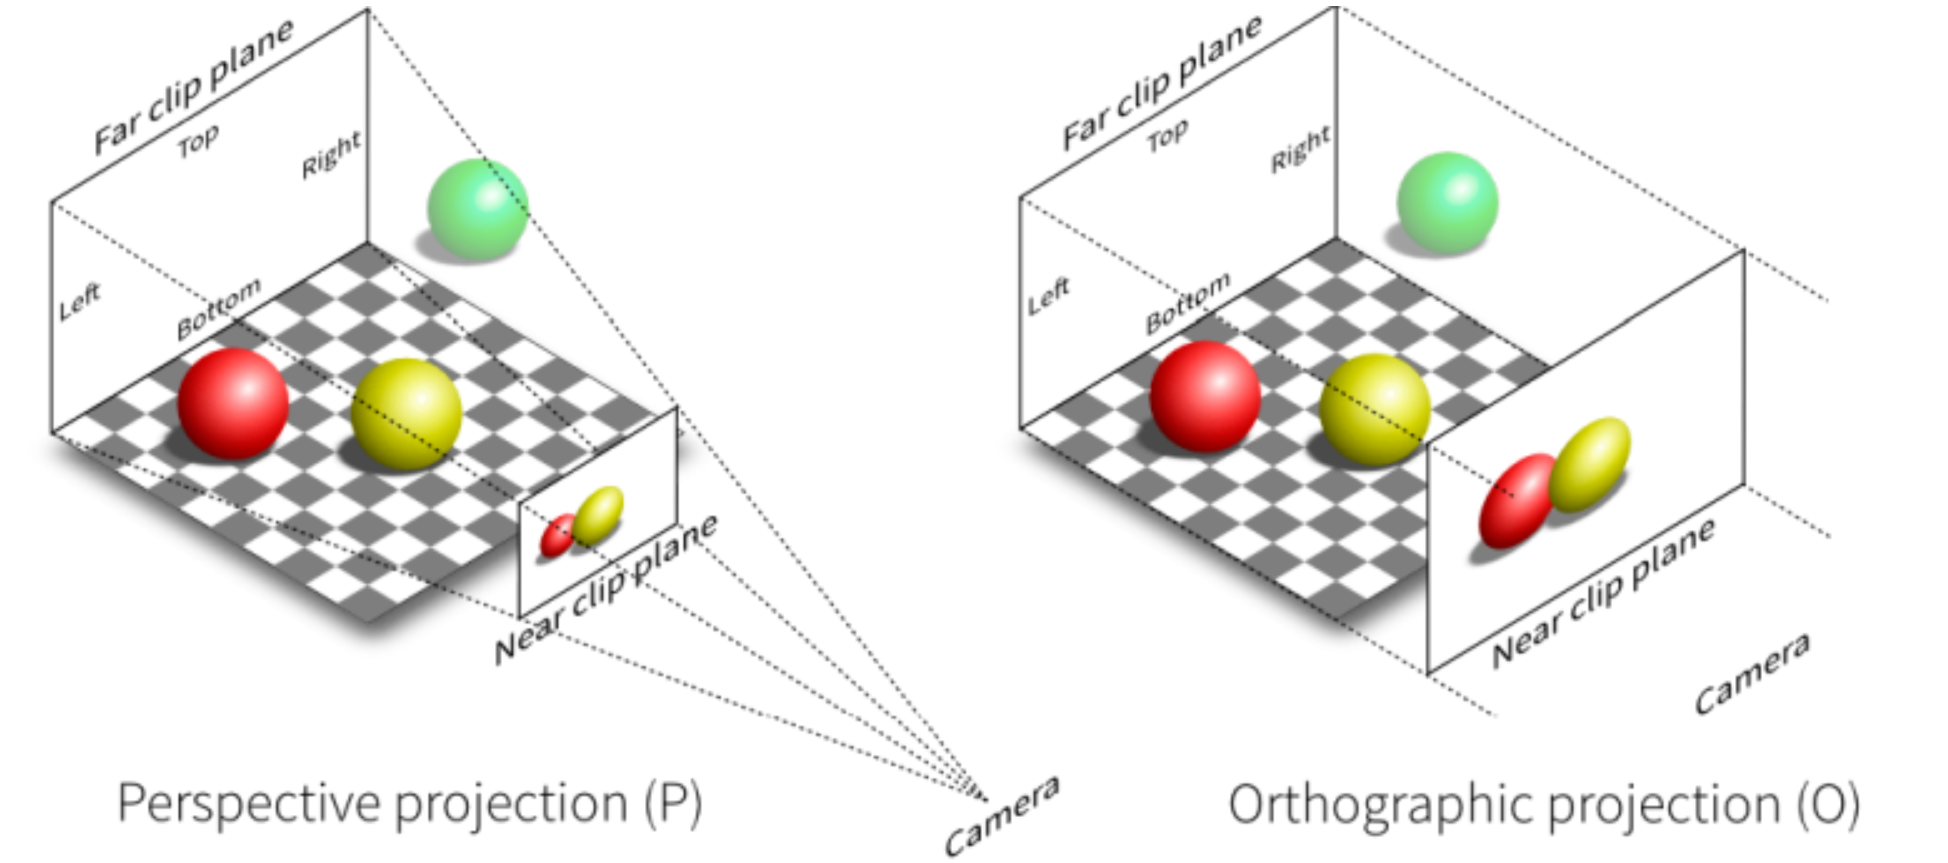 Far clip plane
Top
Right
Left
Bottom
Near clip plane
Camera
Perspective projection (P)
Far clip plane
Top
Right
Left
Bottom
Near clip plane
Camera
Orthographic projection (O)